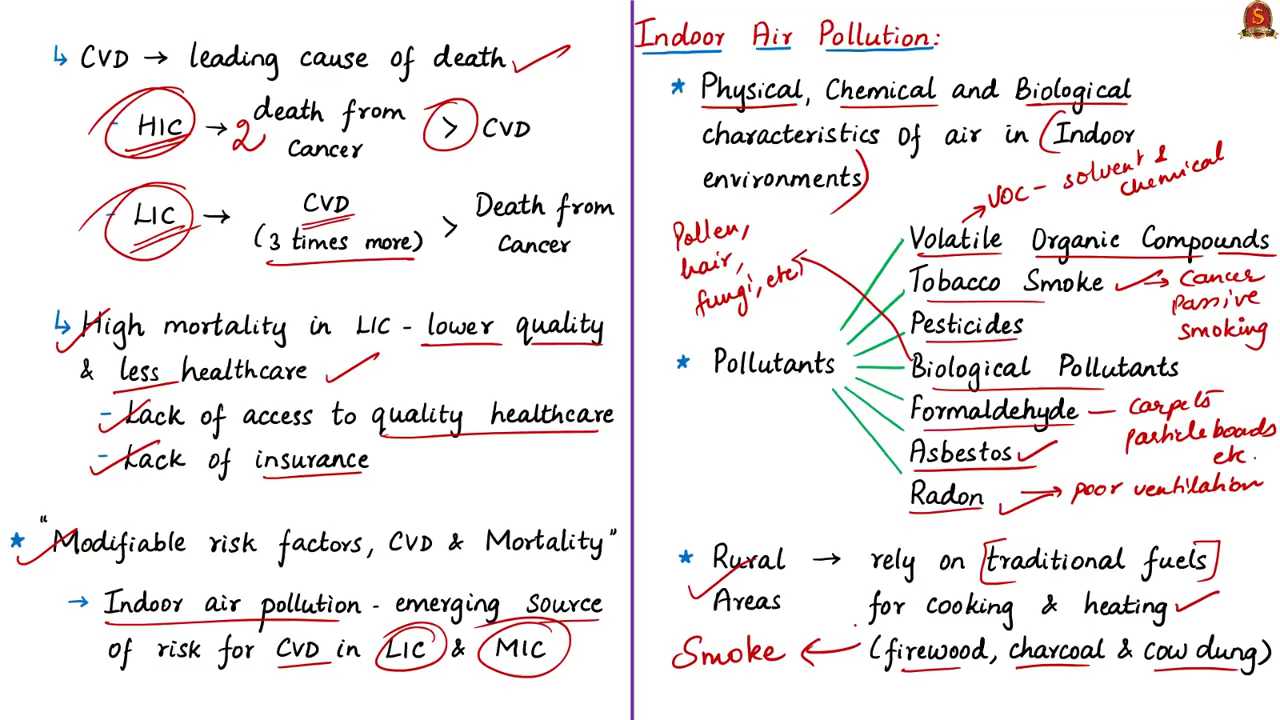 ↳ CVD → leading cause of death
- HIC → 2 death from cancer > CVD
- LIC → CVD (3 times more) > Death from Cancer
↳ High mortality in LIC - lower quality
& less healthcare
- Lack of access to quality healthcare
- Lack of insurance
* "Modifiable risk factors, CVD & Mortality"
→ Indoor air pollution - emerging source
of risk for CVD in LIC & MIC
Indoor Air Pollution:
* Physical, Chemical and Biological
characteristics of air in (Indoor
environments)
→ VOC - solvent & chemical
Pollen,
hair,
fungi, etc)
* Pollutants
Volatile Organic Compounds
Tobacco Smoke → cancer
passive
smoking
Pesticides
Biological Pollutants
Formaldehyde - carpets
particle boards
etc.
Asbestos
Radon → poor ventilation
* Rural → rely on [traditional fuels]
Areas for cooking & heating
Smoke ← (firewood, charcoal & cow dung)
S